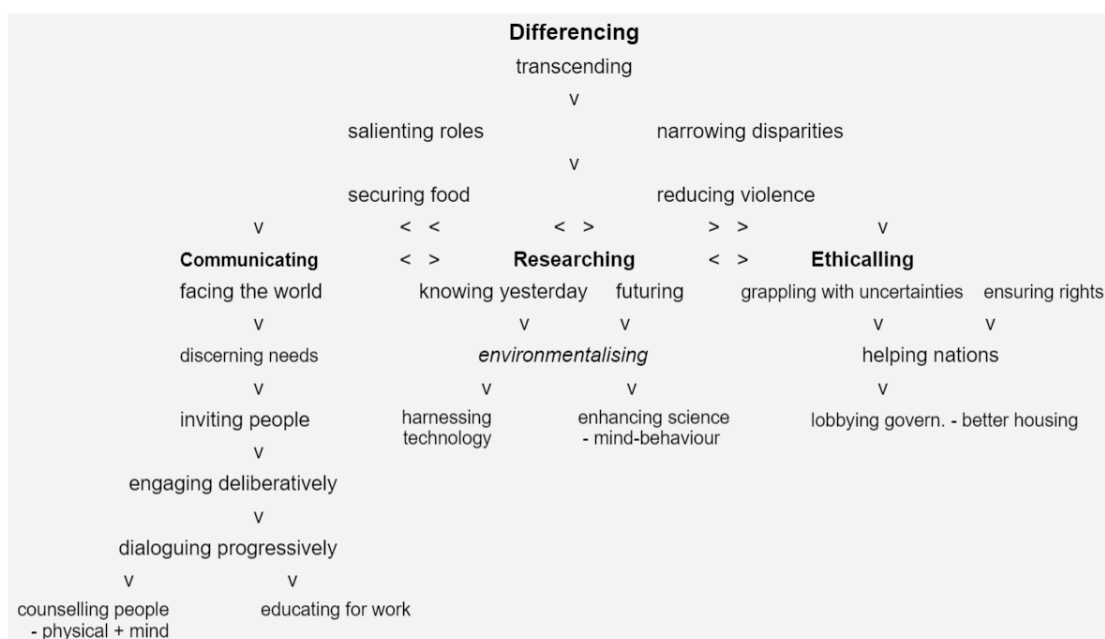 Differencing
transcending
v
salienting roles narrowing disparities
v
securing food reducing violence
v < < < > > > v
Communicating < > Researching < > Ethicalling
facing the world knowing yesterday futuring grappling with uncertainties ensuring rights
v v v v v
discerning needs environmentalising helping nations
v v v v
inviting people harnessing enhancing science lobbying govern. - better housing
technology - mind-behaviour
v
engaging deliberatively
v
dialoguing progressively
v v
counselling people educating for work
- physical + mind